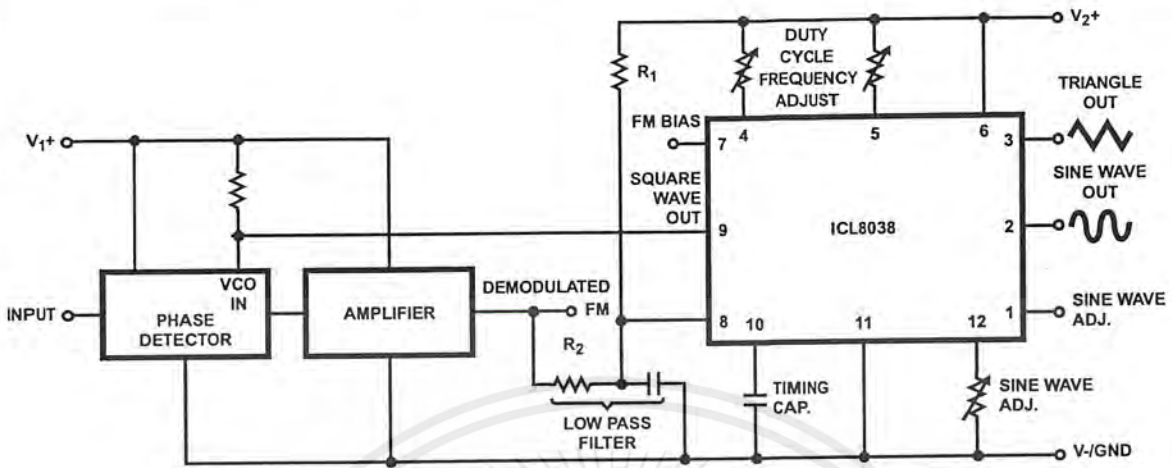 V2+
DUTY
CYCLE
FREQUENCY
ADJUST
R1
V1+
FM BIAS
7
4
5
6
3
TRIANGLE
OUT
SQUARE
WAVE
OUT
9
ICL8038
2
SINE WAVE
OUT
INPUT
VCO
IN
PHASE
DETECTOR
AMPLIFIER
DEMODULATED
FM
8
10
11
12
1
SINE WAVE
ADJ.
R2
LOW PASS
FILTER
TIMING
CAP.
SINE WAVE
ADJ.
V-/GND